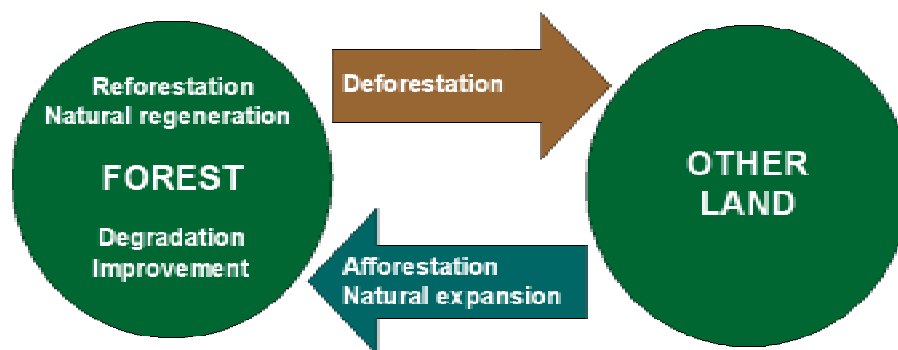 Reforestation
Natural regeneration
FOREST
Degradation
Improvement
Deforestation
Afforestation
Natural expansion
OTHER
LAND